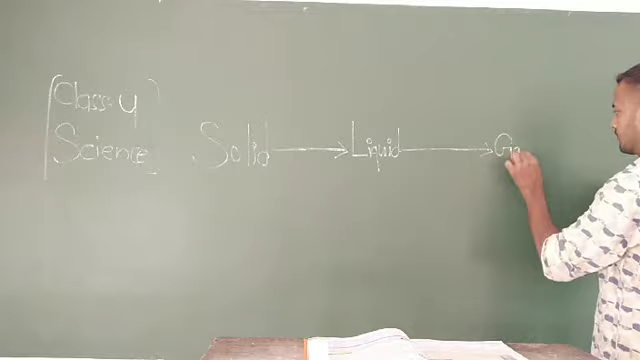 Class-4
Science
Solid → Liquid → Ga